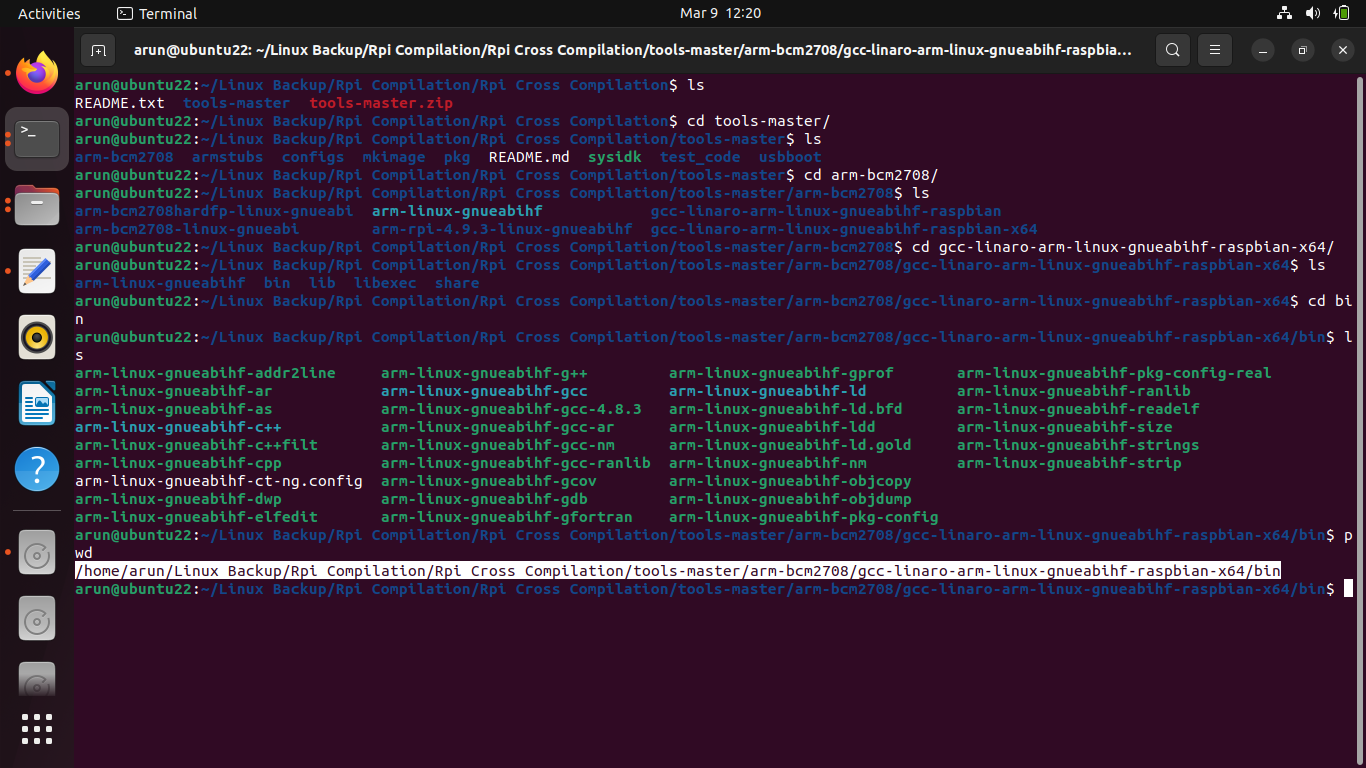 Activities Terminal Mar 9 12:20
arun@ubuntu22: ~/Linux Backup/Rpi Compilation/Rpi Cross Compilation/tools-master/arm-bcm2708/gcc-linaro-arm-linux-gnueabihf-raspbia...
arun@ubuntu22:~/Linux Backup/Rpi Compilation/Rpi Cross Compilation$ ls
README.txt tools-master tools-master.zip
arun@ubuntu22:~/Linux Backup/Rpi Compilation/Rpi Cross Compilation$ cd tools-master/
arun@ubuntu22:~/Linux Backup/Rpi Compilation/Rpi Cross Compilation/tools-master$ ls
arm-bcm2708 armstubs configs mkimage pkg README.md sysidk test_code usbboot
arun@ubuntu22:~/Linux Backup/Rpi Compilation/Rpi Cross Compilation/tools-master$ cd arm-bcm2708/
arun@ubuntu22:~/Linux Backup/Rpi Compilation/Rpi Cross Compilation/tools-master/arm-bcm2708$ ls
arm-bcm2708hardfp-linux-gnueabi arm-linux-gnueabihf gcc-linaro-arm-linux-gnueabihf-raspbian
arm-bcm2708-linux-gnueabi arm-rpi-4.9.3-linux-gnueabihf gcc-linaro-arm-linux-gnueabihf-raspbian-x64
arun@ubuntu22:~/Linux Backup/Rpi Compilation/Rpi Cross Compilation/tools-master/arm-bcm2708$ cd gcc-linaro-arm-linux-gnueabihf-raspbian-x64/
arun@ubuntu22:~/Linux Backup/Rpi Compilation/Rpi Cross Compilation/tools-master/arm-bcm2708/gcc-linaro-arm-linux-gnueabihf-raspbian-x64$ ls
arm-linux-gnueabihf bin lib libexec share
arun@ubuntu22:~/Linux Backup/Rpi Compilation/Rpi Cross Compilation/tools-master/arm-bcm2708/gcc-linaro-arm-linux-gnueabihf-raspbian-x64$ cd bi
n
arun@ubuntu22:~/Linux Backup/Rpi Compilation/Rpi Cross Compilation/tools-master/arm-bcm2708/gcc-linaro-arm-linux-gnueabihf-raspbian-x64/bin$ l
s
arm-linux-gnueabihf-addr2line arm-linux-gnueabihf-g++ arm-linux-gnueabihf-gprof arm-linux-gnueabihf-pkg-config-real
arm-linux-gnueabihf-ar arm-linux-gnueabihf-gcc arm-linux-gnueabihf-ld arm-linux-gnueabihf-ranlib
arm-linux-gnueabihf-as arm-linux-gnueabihf-gcc-4.8.3 arm-linux-gnueabihf-ld.bfd arm-linux-gnueabihf-readelf
arm-linux-gnueabihf-c++ arm-linux-gnueabihf-gcc-ar arm-linux-gnueabihf-ldd arm-linux-gnueabihf-size
arm-linux-gnueabihf-c++filt arm-linux-gnueabihf-gcc-nm arm-linux-gnueabihf-ld.gold arm-linux-gnueabihf-strings
arm-linux-gnueabihf-cpp arm-linux-gnueabihf-gcc-ranlib arm-linux-gnueabihf-nm arm-linux-gnueabihf-strip
arm-linux-gnueabihf-ct-ng.config arm-linux-gnueabihf-gcov arm-linux-gnueabihf-objcopy
arm-linux-gnueabihf-dwp arm-linux-gnueabihf-gdb arm-linux-gnueabihf-objdump
arm-linux-gnueabihf-elfedit arm-linux-gnueabihf-gfortran arm-linux-gnueabihf-pkg-config
arun@ubuntu22:~/Linux Backup/Rpi Compilation/Rpi Cross Compilation/tools-master/arm-bcm2708/gcc-linaro-arm-linux-gnueabihf-raspbian-x64/bin$ p
wd
/home/arun/Linux Backup/Rpi Compilation/Rpi Cross Compilation/tools-master/arm-bcm2708/gcc-linaro-arm-linux-gnueabihf-raspbian-x64/bin
arun@ubuntu22:~/Linux Backup/Rpi Compilation/Rpi Cross Compilation/tools-master/arm-bcm2708/gcc-linaro-arm-linux-gnueabihf-raspbian-x64/bin$